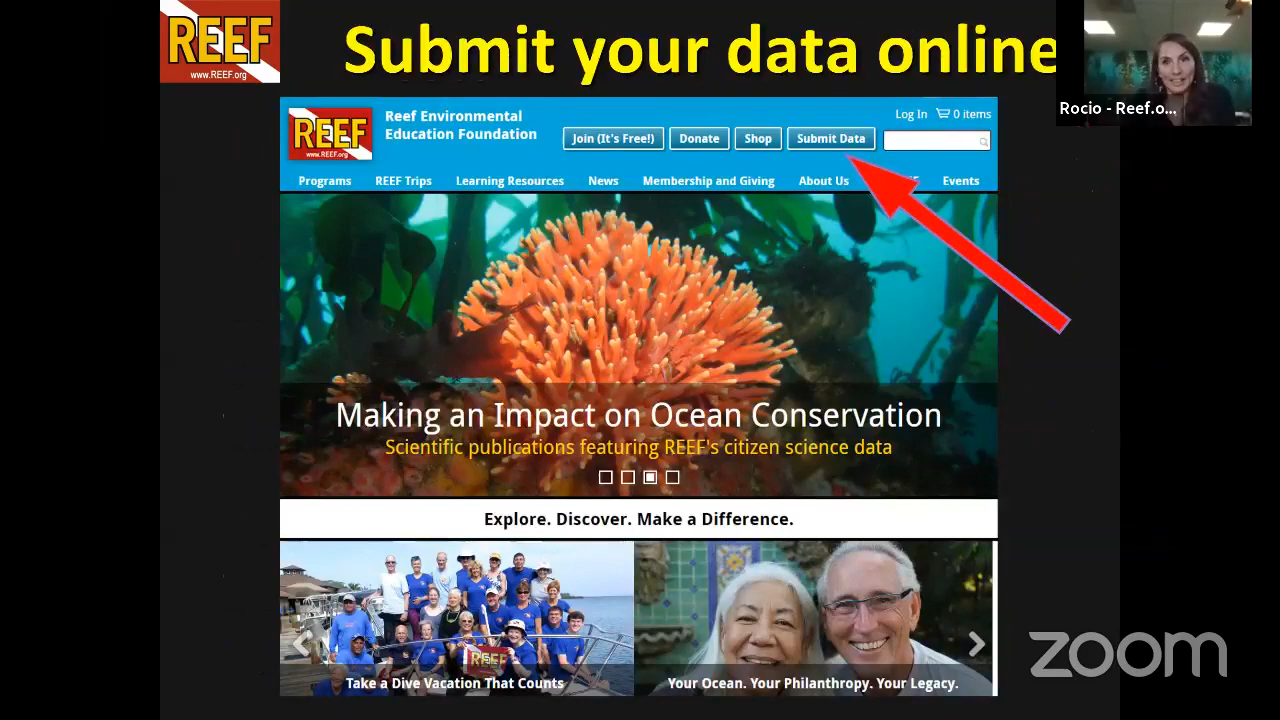 REEF
www.REEF.org
Submit your data online
Rocio - Reef.o...
REEF
www.REEF.org
Reef Environmental
Education Foundation
Log In 0 items
Join (It's Free!) Donate Shop Submit Data
Programs REEF Trips Learning Resources News Membership and Giving About Us Events
Making an Impact on Ocean Conservation
Scientific publications featuring REEF's citizen science data
Explore. Discover. Make a Difference.
REEF
Take a Dive Vacation That Counts
Your Ocean. Your Philanthropy. Your Legacy.
zoom